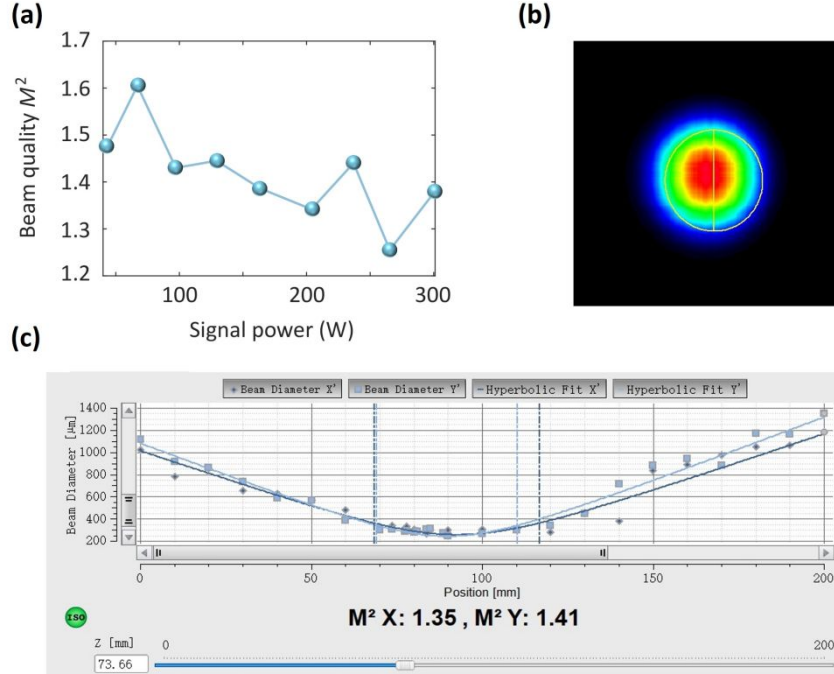 (a)
1.7
1.6
1.5
1.4
1.3
1.2
Beam quality M²
100
200
300
Signal power (W)
(b)
(c)
Beam Diameter X'
Beam Diameter Y'
Hyperbolic Fit X'
Hyperbolic Fit Y'
1400
1200
1000
800
600
400
200
Beam Diameter [μm]
0
50
100
150
200
Position [mm]
ISO
M² X: 1.35 , M² Y: 1.41
Z [mm]
0
200
73.66